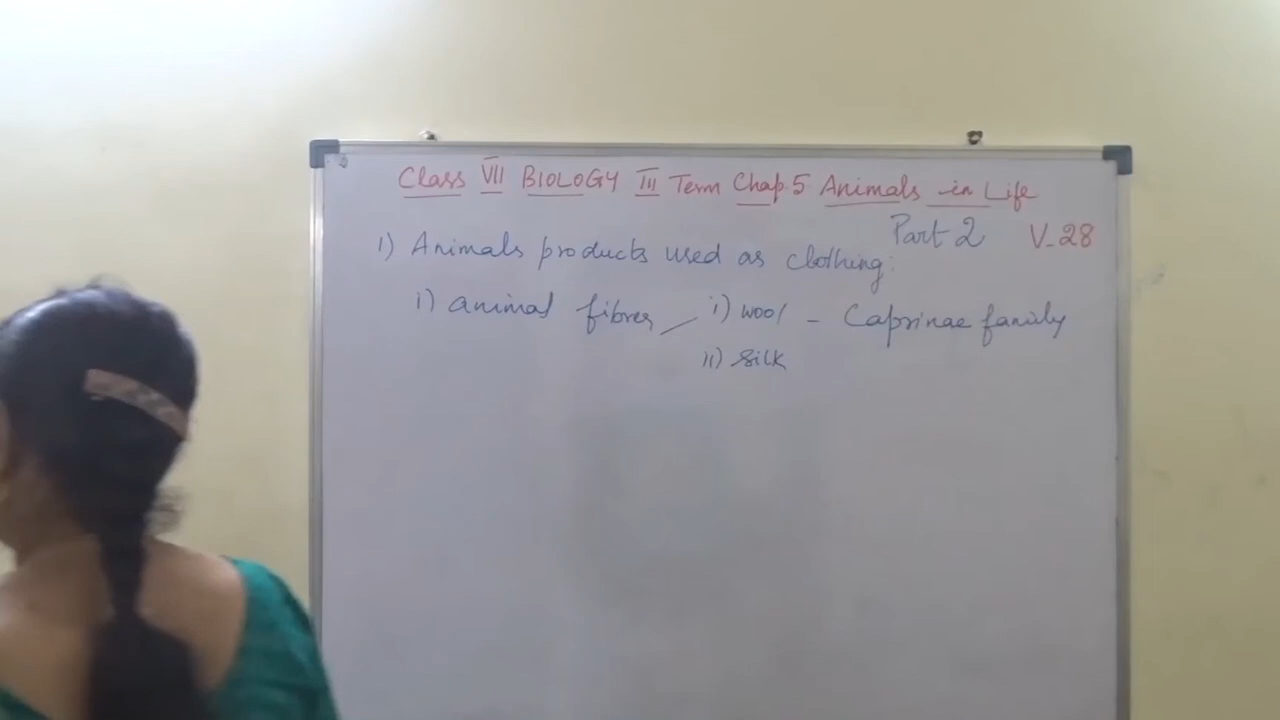 Class VII BIOLOGY III Term Chap.5 Animals in Life
Part 2 V-28
1) Animals products used as clothing:
i) animal fibres i) wool - Caprinae family
ii) silk